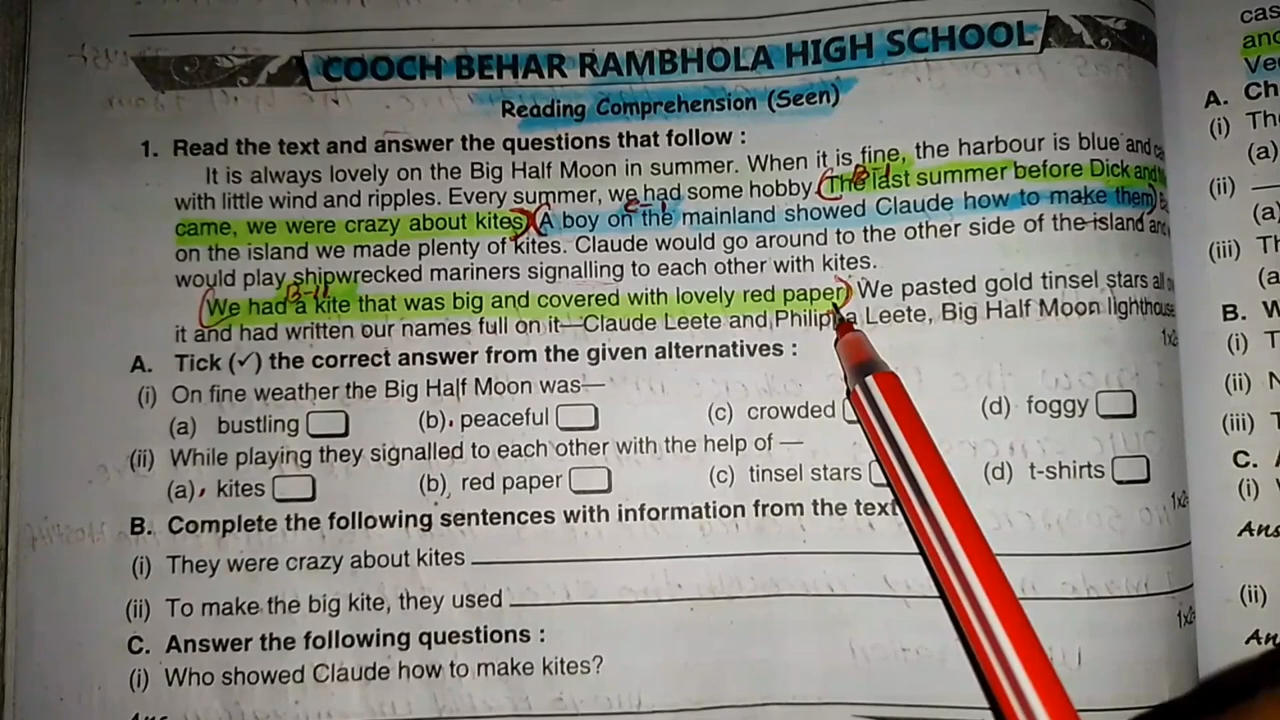 COOCH BEHAR RAMBHOLA HIGH SCHOOL
Reading Comprehension (Seen)
1. Read the text and answer the questions that follow :
It is always lovely on the Big Half Moon in summer. When it is fine, the harbour is blue and
with little wind and ripples. Every summer, we had some hobby. The last summer before Dick and
came, we were crazy about kites. A boy on the mainland showed Claude how to make them.
on the island we made plenty of kites. Claude would go around to the other side of the island and
would play shipwrecked mariners signalling to each other with kites.
We had a kite that was big and covered with lovely red paper. We pasted gold tinsel stars all
it and had written our names full on it—Claude Leete and Philippa Leete, Big Half Moon lighthouse
A. Tick (✓) the correct answer from the given alternatives :
(i) On fine weather the Big Half Moon was—
(a) bustling (b) peaceful (c) crowded (d) foggy
(ii) While playing they signalled to each other with the help of —
(a) kites (b) red paper (c) tinsel stars (d) t-shirts
B. Complete the following sentences with information from the text
(i) They were crazy about kites
(ii) To make the big kite, they used
C. Answer the following questions :
(i) Who showed Claude how to make kites?
cas
and
A. Ch
(i) Th
(a)
(ii)
(a)
(iii) Th
(a
B. W
(i) T
(ii) N
(iii) T
C.
(i)
Ans
(ii)
An